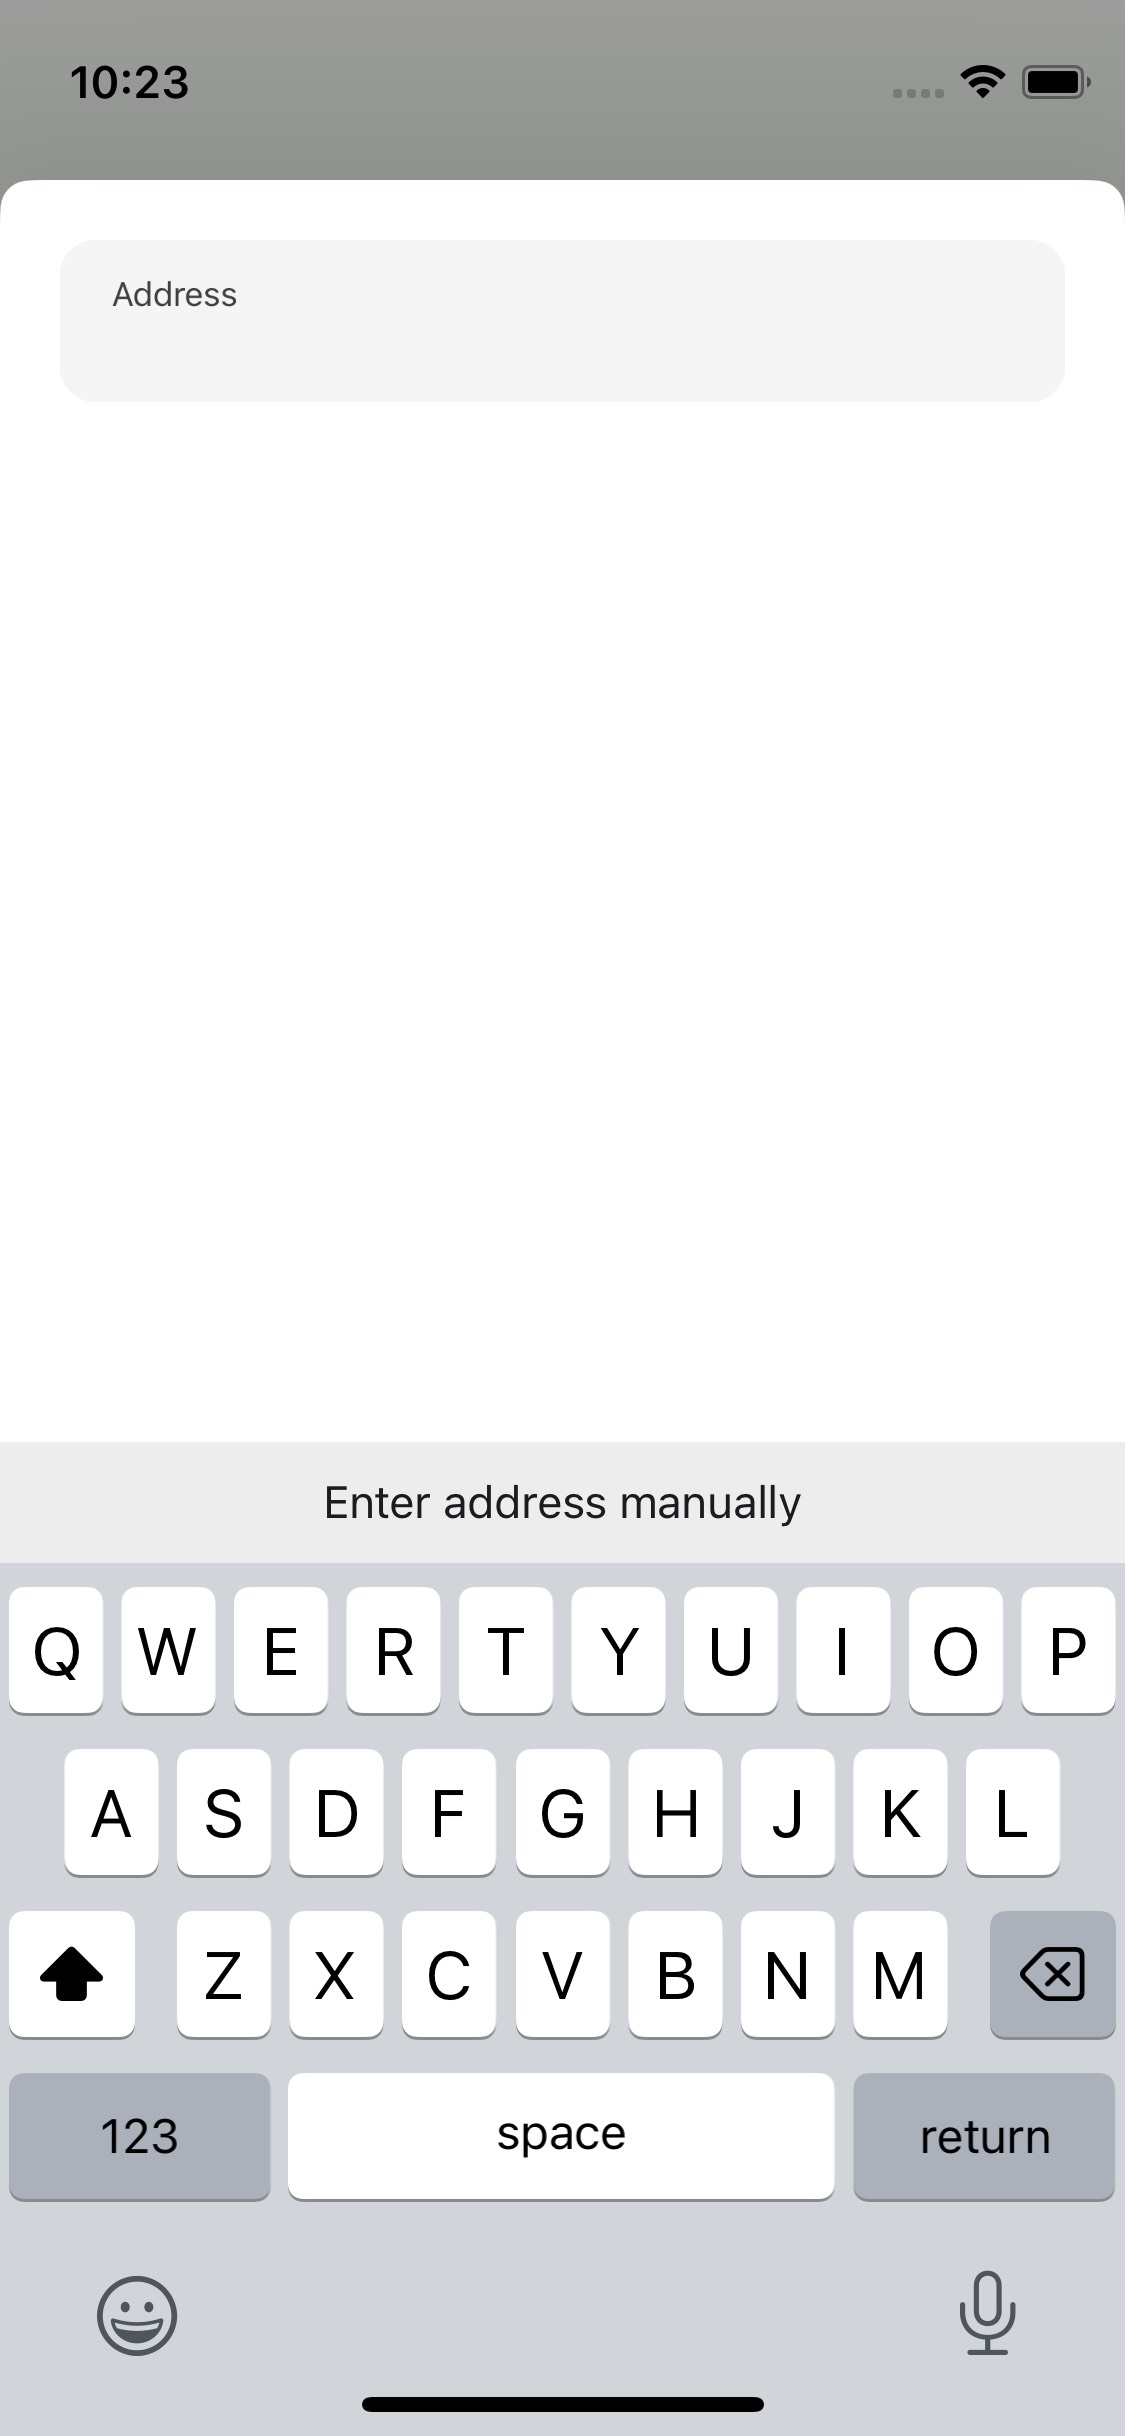 10:23
Address
Enter address manually
Q W E R T Y U I O P
A S D F G H J K L
Z X C V B N M
123 space return